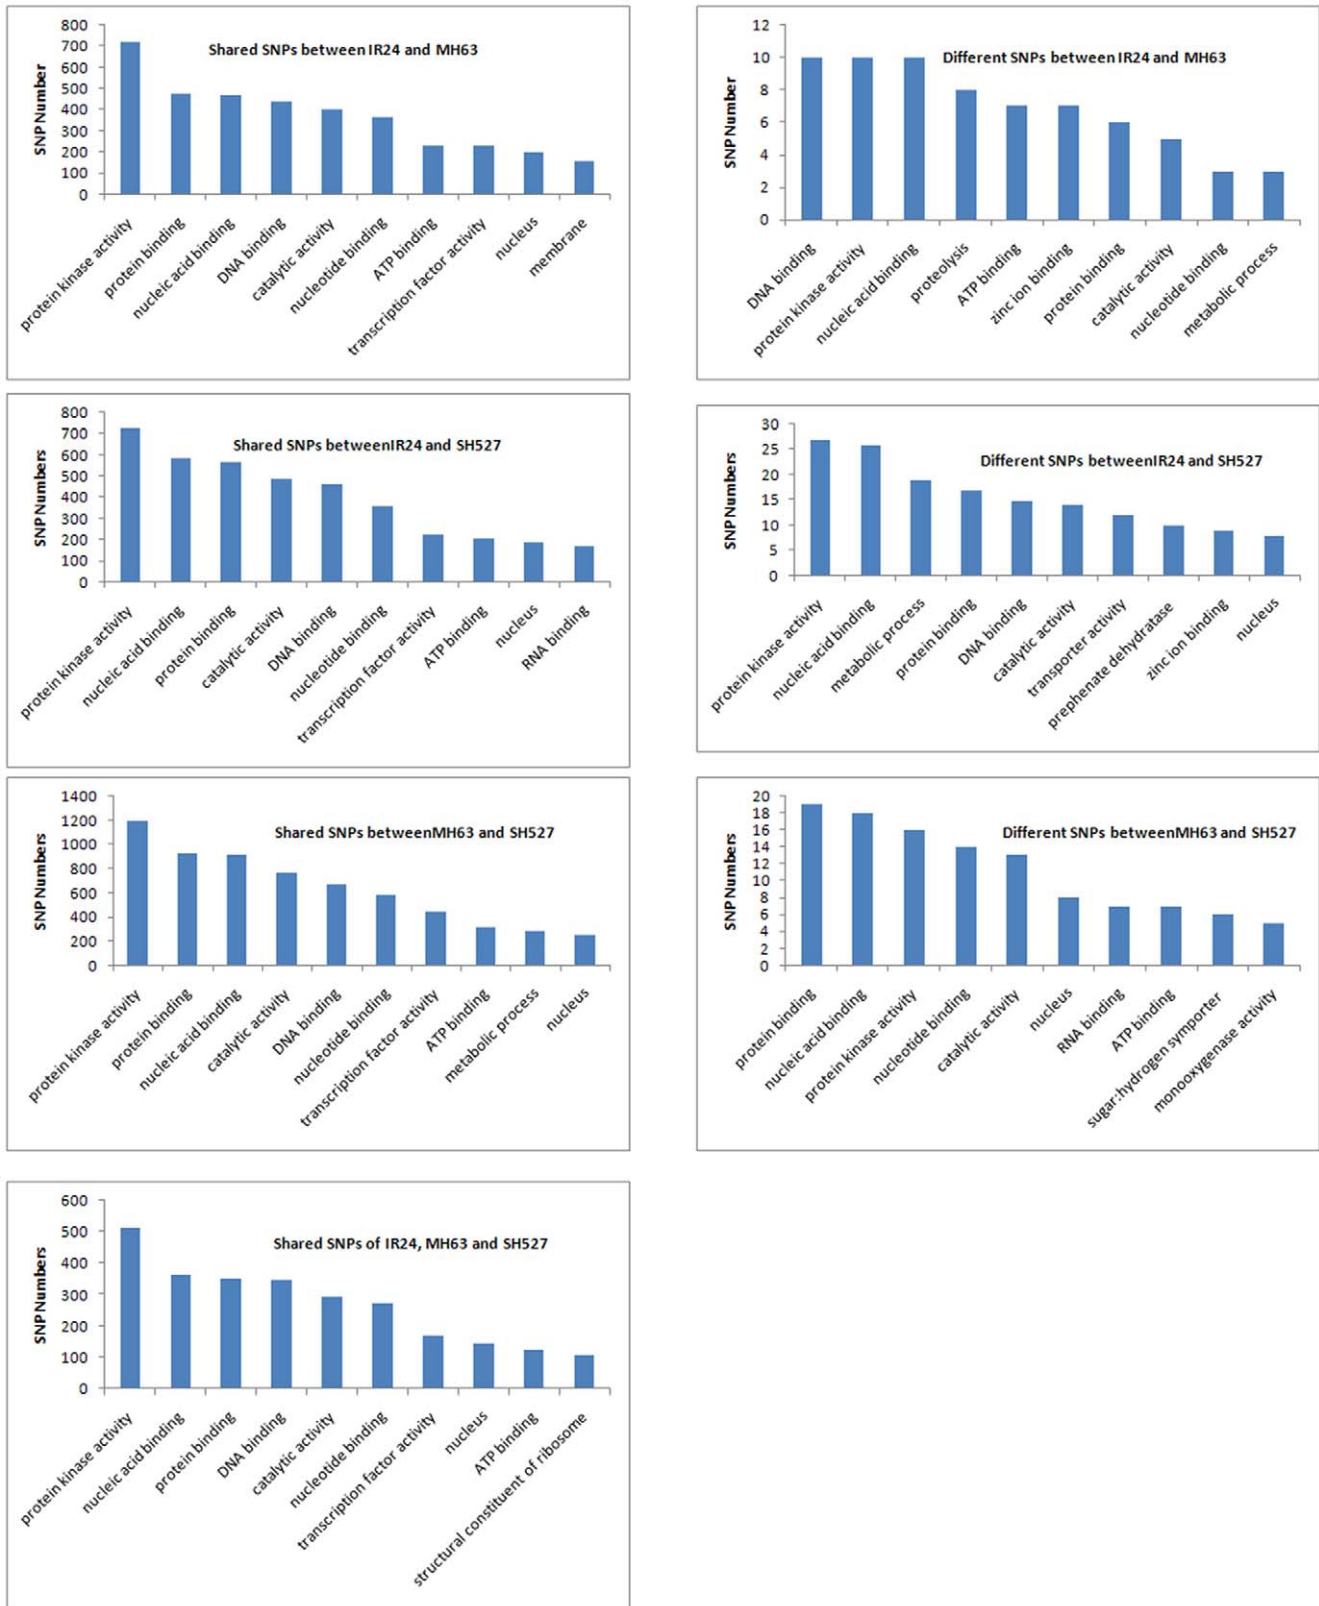 Shared SNPs between IR24 and MH63
SNP Number
800
700
600
500
400
300
200
100
0
protein kinase activity
protein binding
nucleic acid binding
DNA binding
catalytic activity
nucleotide binding
ATP binding
transcription factor activity
nucleus
membrane
Different SNPs between IR24 and MH63
SNP Number
12
10
8
6
4
2
0
DNA binding
protein kinase activity
nucleic acid binding
proteolysis
ATP binding
zinc ion binding
protein binding
catalytic activity
nucleotide binding
metabolic process
Shared SNPs betweenIR24 and SH527
SNP Numbers
800
700
600
500
400
300
200
100
0
protein kinase activity
nucleic acid binding
protein binding
catalytic activity
DNA binding
nucleotide binding
transcription factor activity
ATP binding
nucleus
RNA binding
Different SNPs betweenIR24 and SH527
SNP Numbers
30
25
20
15
10
5
0
protein kinase activity
nucleic acid binding
metabolic process
protein binding
DNA binding
catalytic activity
transporter activity
prephenate dehydratase
zinc ion binding
nucleus
Shared SNPs betweenMH63 and SH527
SNP Numbers
1400
1200
1000
800
600
400
200
0
protein kinase activity
protein binding
nucleic acid binding
catalytic activity
DNA binding
nucleotide binding
transcription factor activity
ATP binding
metabolic process
nucleus
Different SNPs betweenMH63 and SH527
SNP Numbers
20
18
16
14
12
10
8
6
4
2
0
protein binding
nucleic acid binding
protein kinase activity
nucleotide binding
catalytic activity
nucleus
RNA binding
ATP binding
sugar:hydrogen symporter
monooxygenase activity
Shared SNPs of IR24, MH63 and SH527
SNP Numbers
600
500
400
300
200
100
0
protein kinase activity
nucleic acid binding
protein binding
DNA binding
catalytic activity
nucleotide binding
transcription factor activity
nucleus
ATP binding
structural constituent of ribosome